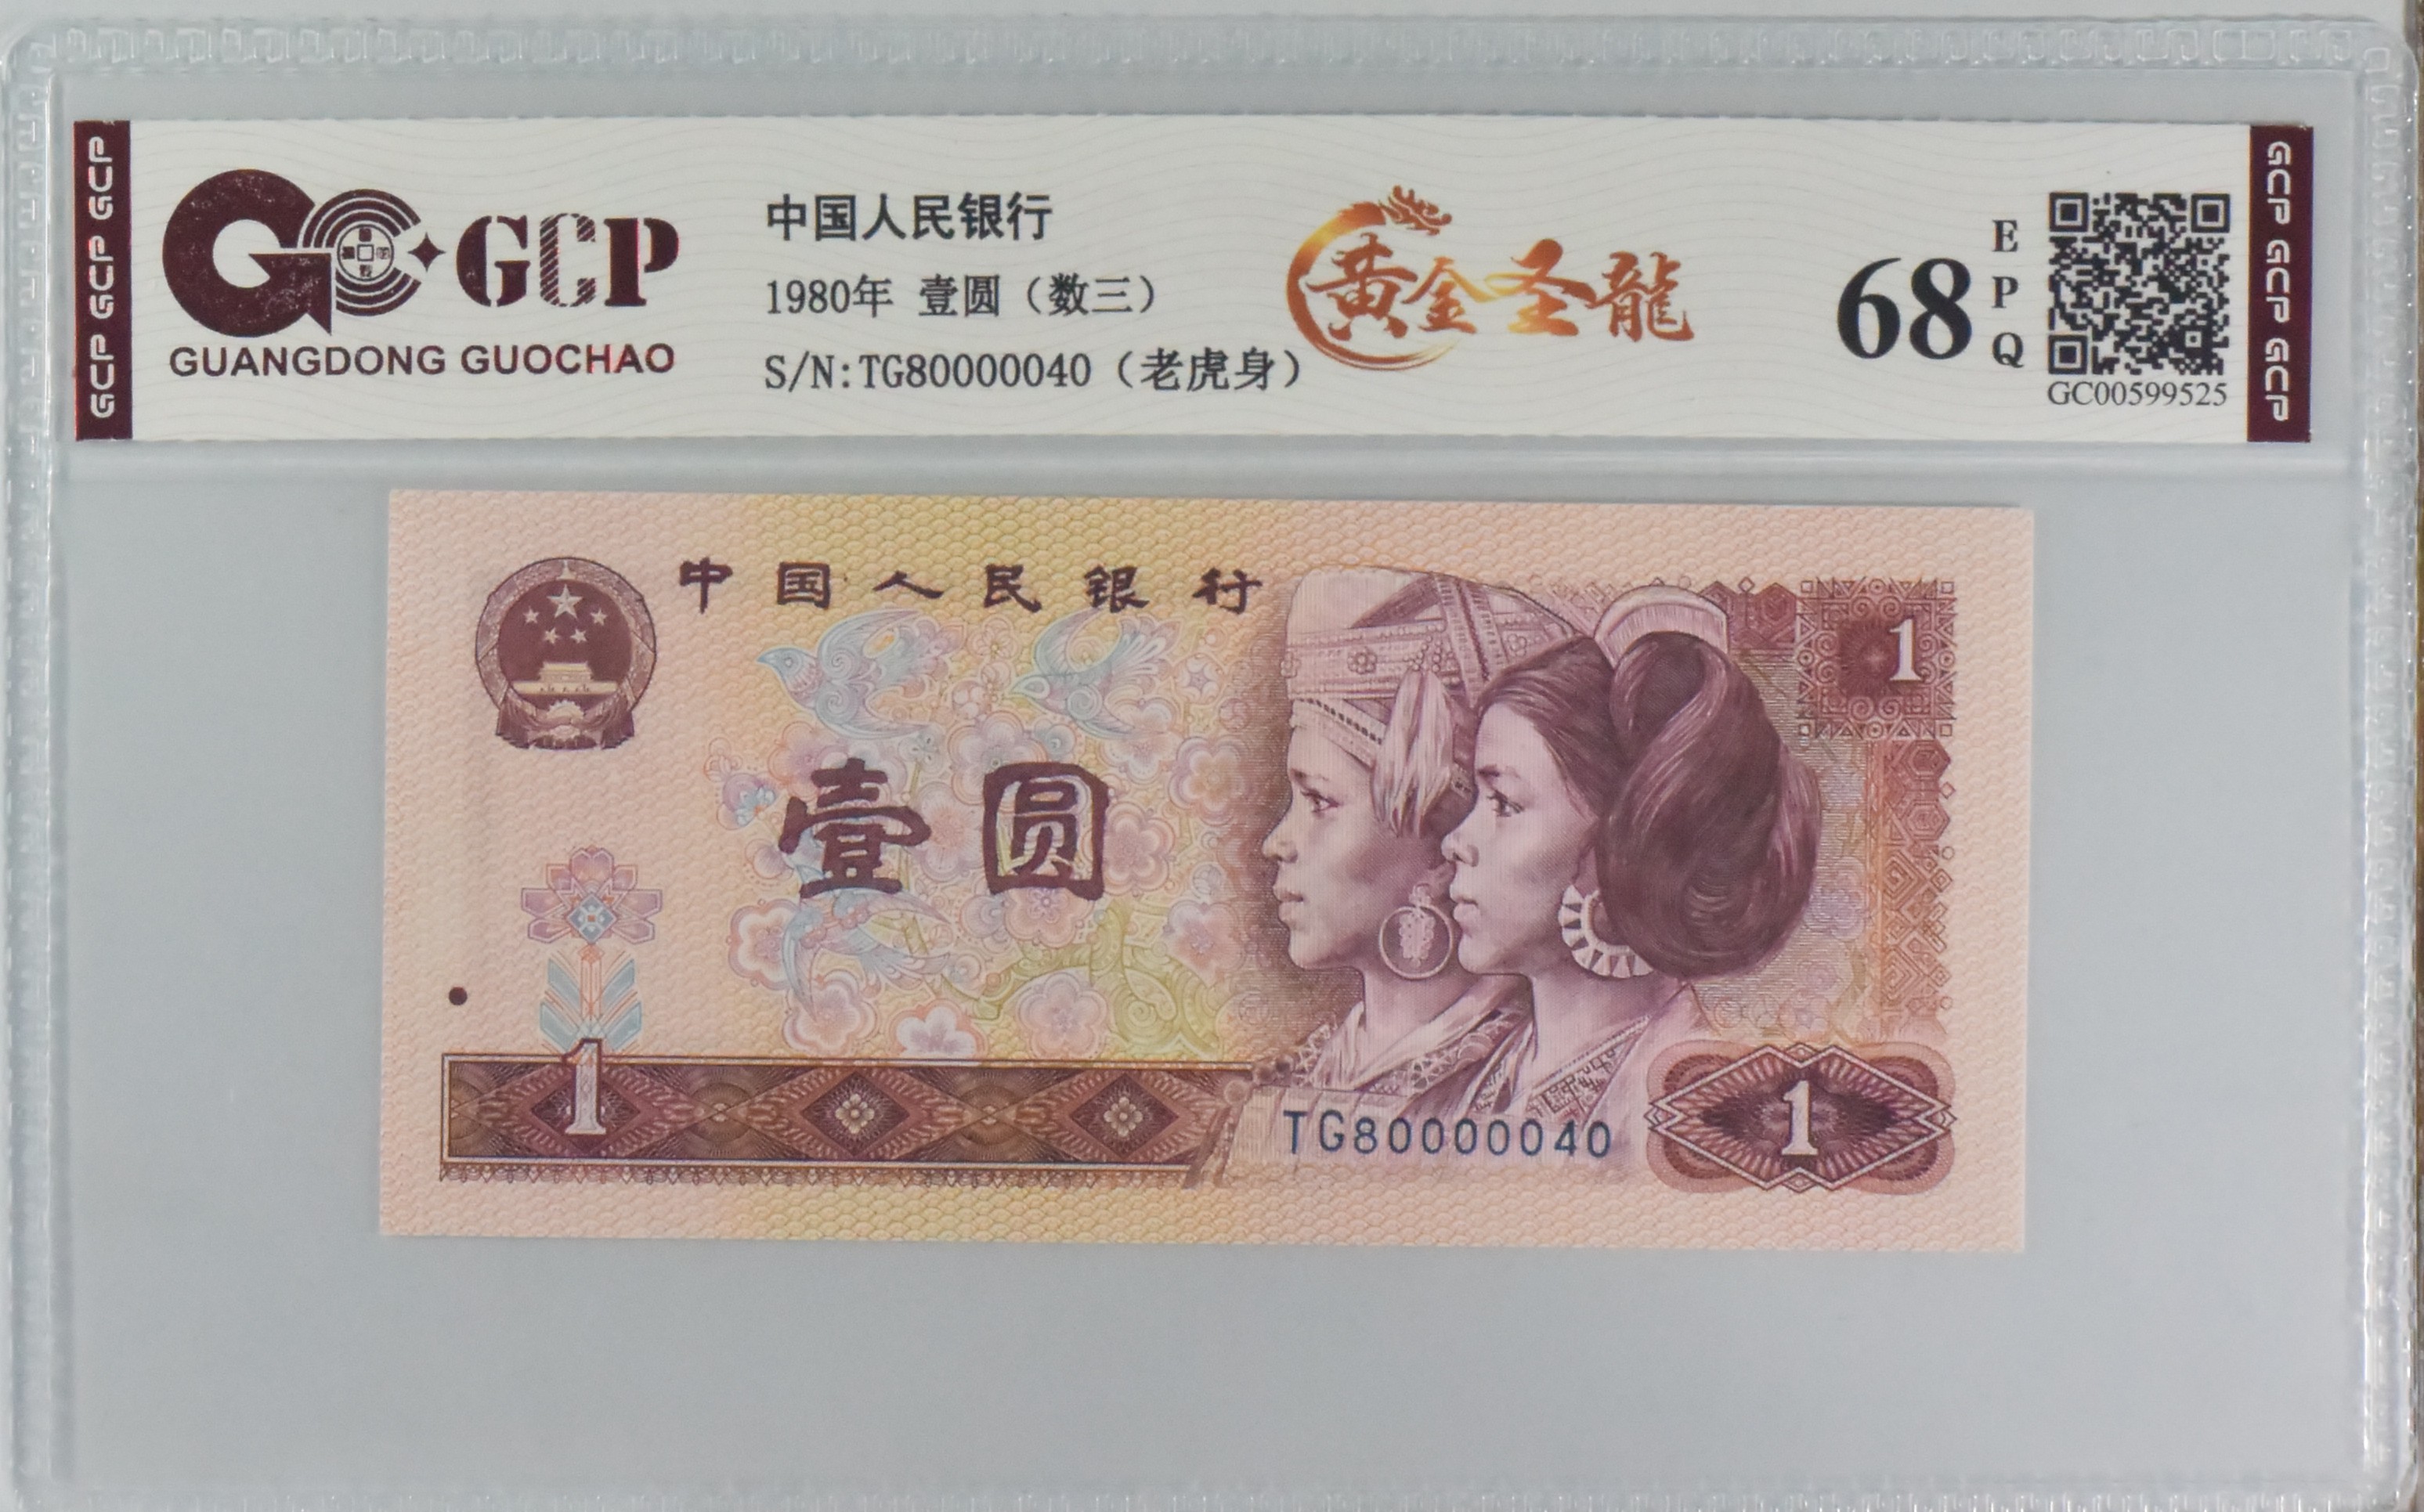 GCP GCP GCP
GCP
GUANGDONG GUOCHAO
中国人民银行
1980年 壹圆（数三）
S/N:TG80000040（老虎身）
黄金圣龍
68
E
P
Q
GC00599525
GCP GCP GCP
中国人民银行
1
壹圆
1
TG80000040
1